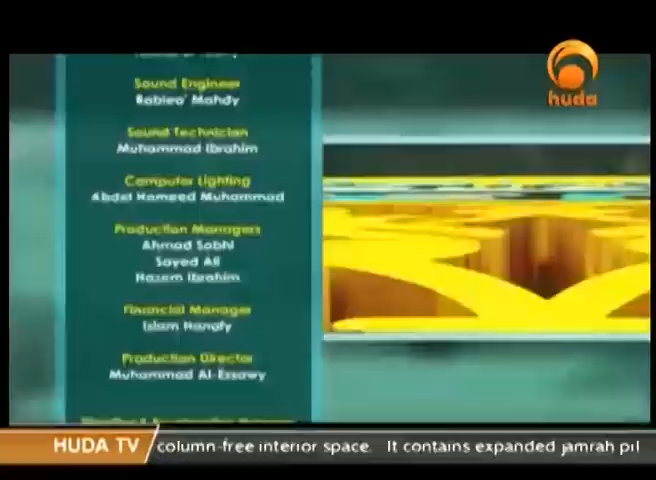 huda
Sound Engineer
Rabiea' Mahdy
Sound Technician
Muhammad Ibrahim
Computer Lighting
Abdel Hameed Muhammad
Production Managers
Ahmad Sobhi
Sayed Ali
Hazem Ibrahim
Financial Manager
Islam Hanafy
Production Director
Muhammad Al-Essawy
HUDA TV column-free interior space. It contains expanded jamrah pil